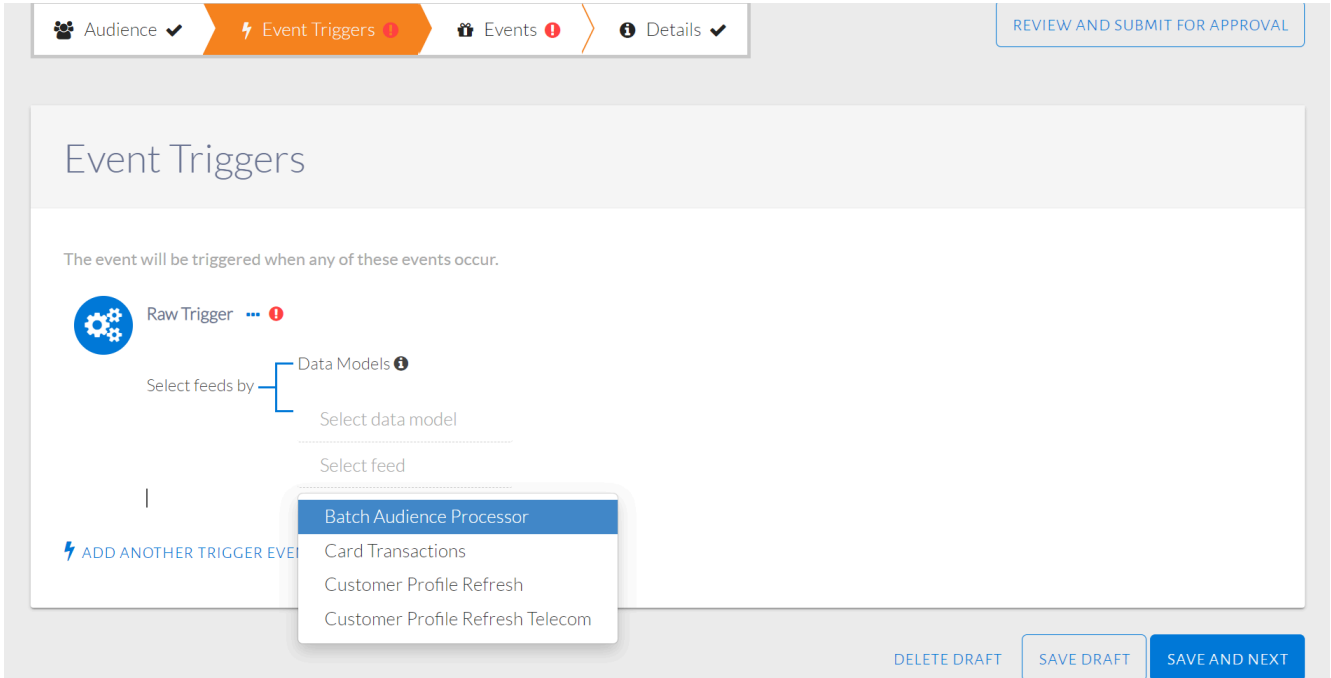 Audience
Event Triggers
Events
Details
REVIEW AND SUBMIT FOR APPROVAL
Event Triggers
The event will be triggered when any of these events occur.
Raw Trigger
Data Models
Select feeds by
Select data model
Select feed
Batch Audience Processor
ADD ANOTHER TRIGGER EVE
Card Transactions
Customer Profile Refresh
Customer Profile Refresh Telecom
DELETE DRAFT
SAVE DRAFT
SAVE AND NEXT